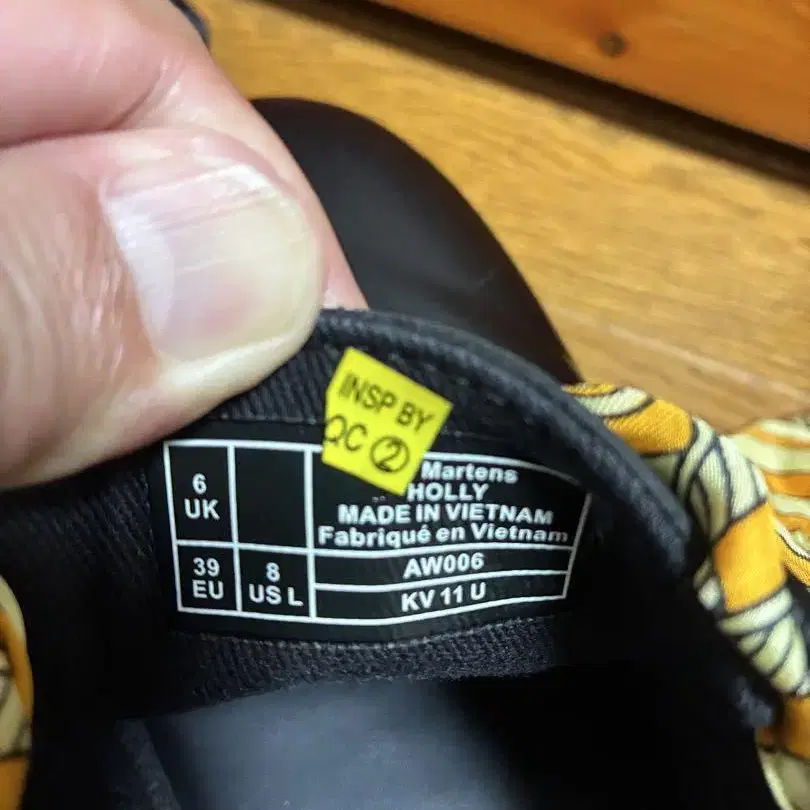 INSP BY
QC ②
Martens
HOLLY
MADE IN VIETNAM
Fabriqué en Vietnam
6
UK
39
EU
8
US L
AW006
KV 11 U